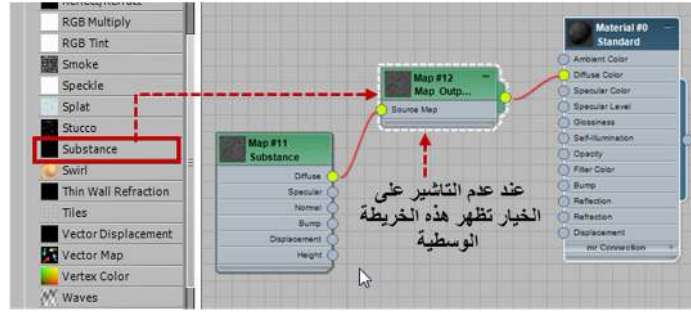 RGB Multiply
RGB Tint
Smoke
Speckle
Splat
Stucco
Substance
Swirl
Thin Wall Refraction
Tiles
Vector Displacement
Vector Map
Vertex Color
Waves
Map #11
Substance
Diffuse
Specular
Normal
Bump
Displacement
Height
Map #12
Map Outp...
Source Map
عند عدم التاشير على
الخيار تظهر هذه الخريطة
الوسطية
Material #0
Standard
Ambient Color
Diffuse Color
Specular Color
Specular Level
Glossiness
Self-Illumination
Opacity
Filter Color
Bump
Reflection
Refraction
Displacement
mr Connection